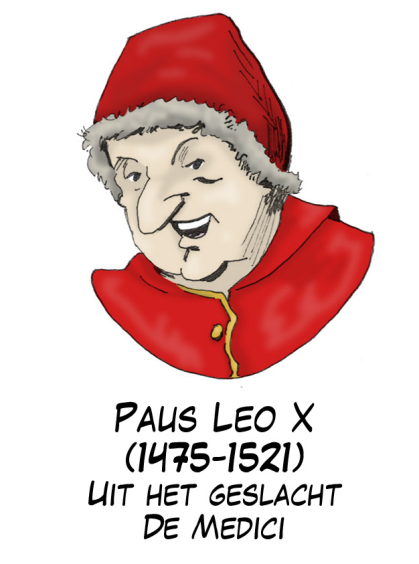 Paus Leo X
(1475-1521)
Uit het geslacht
De Medici